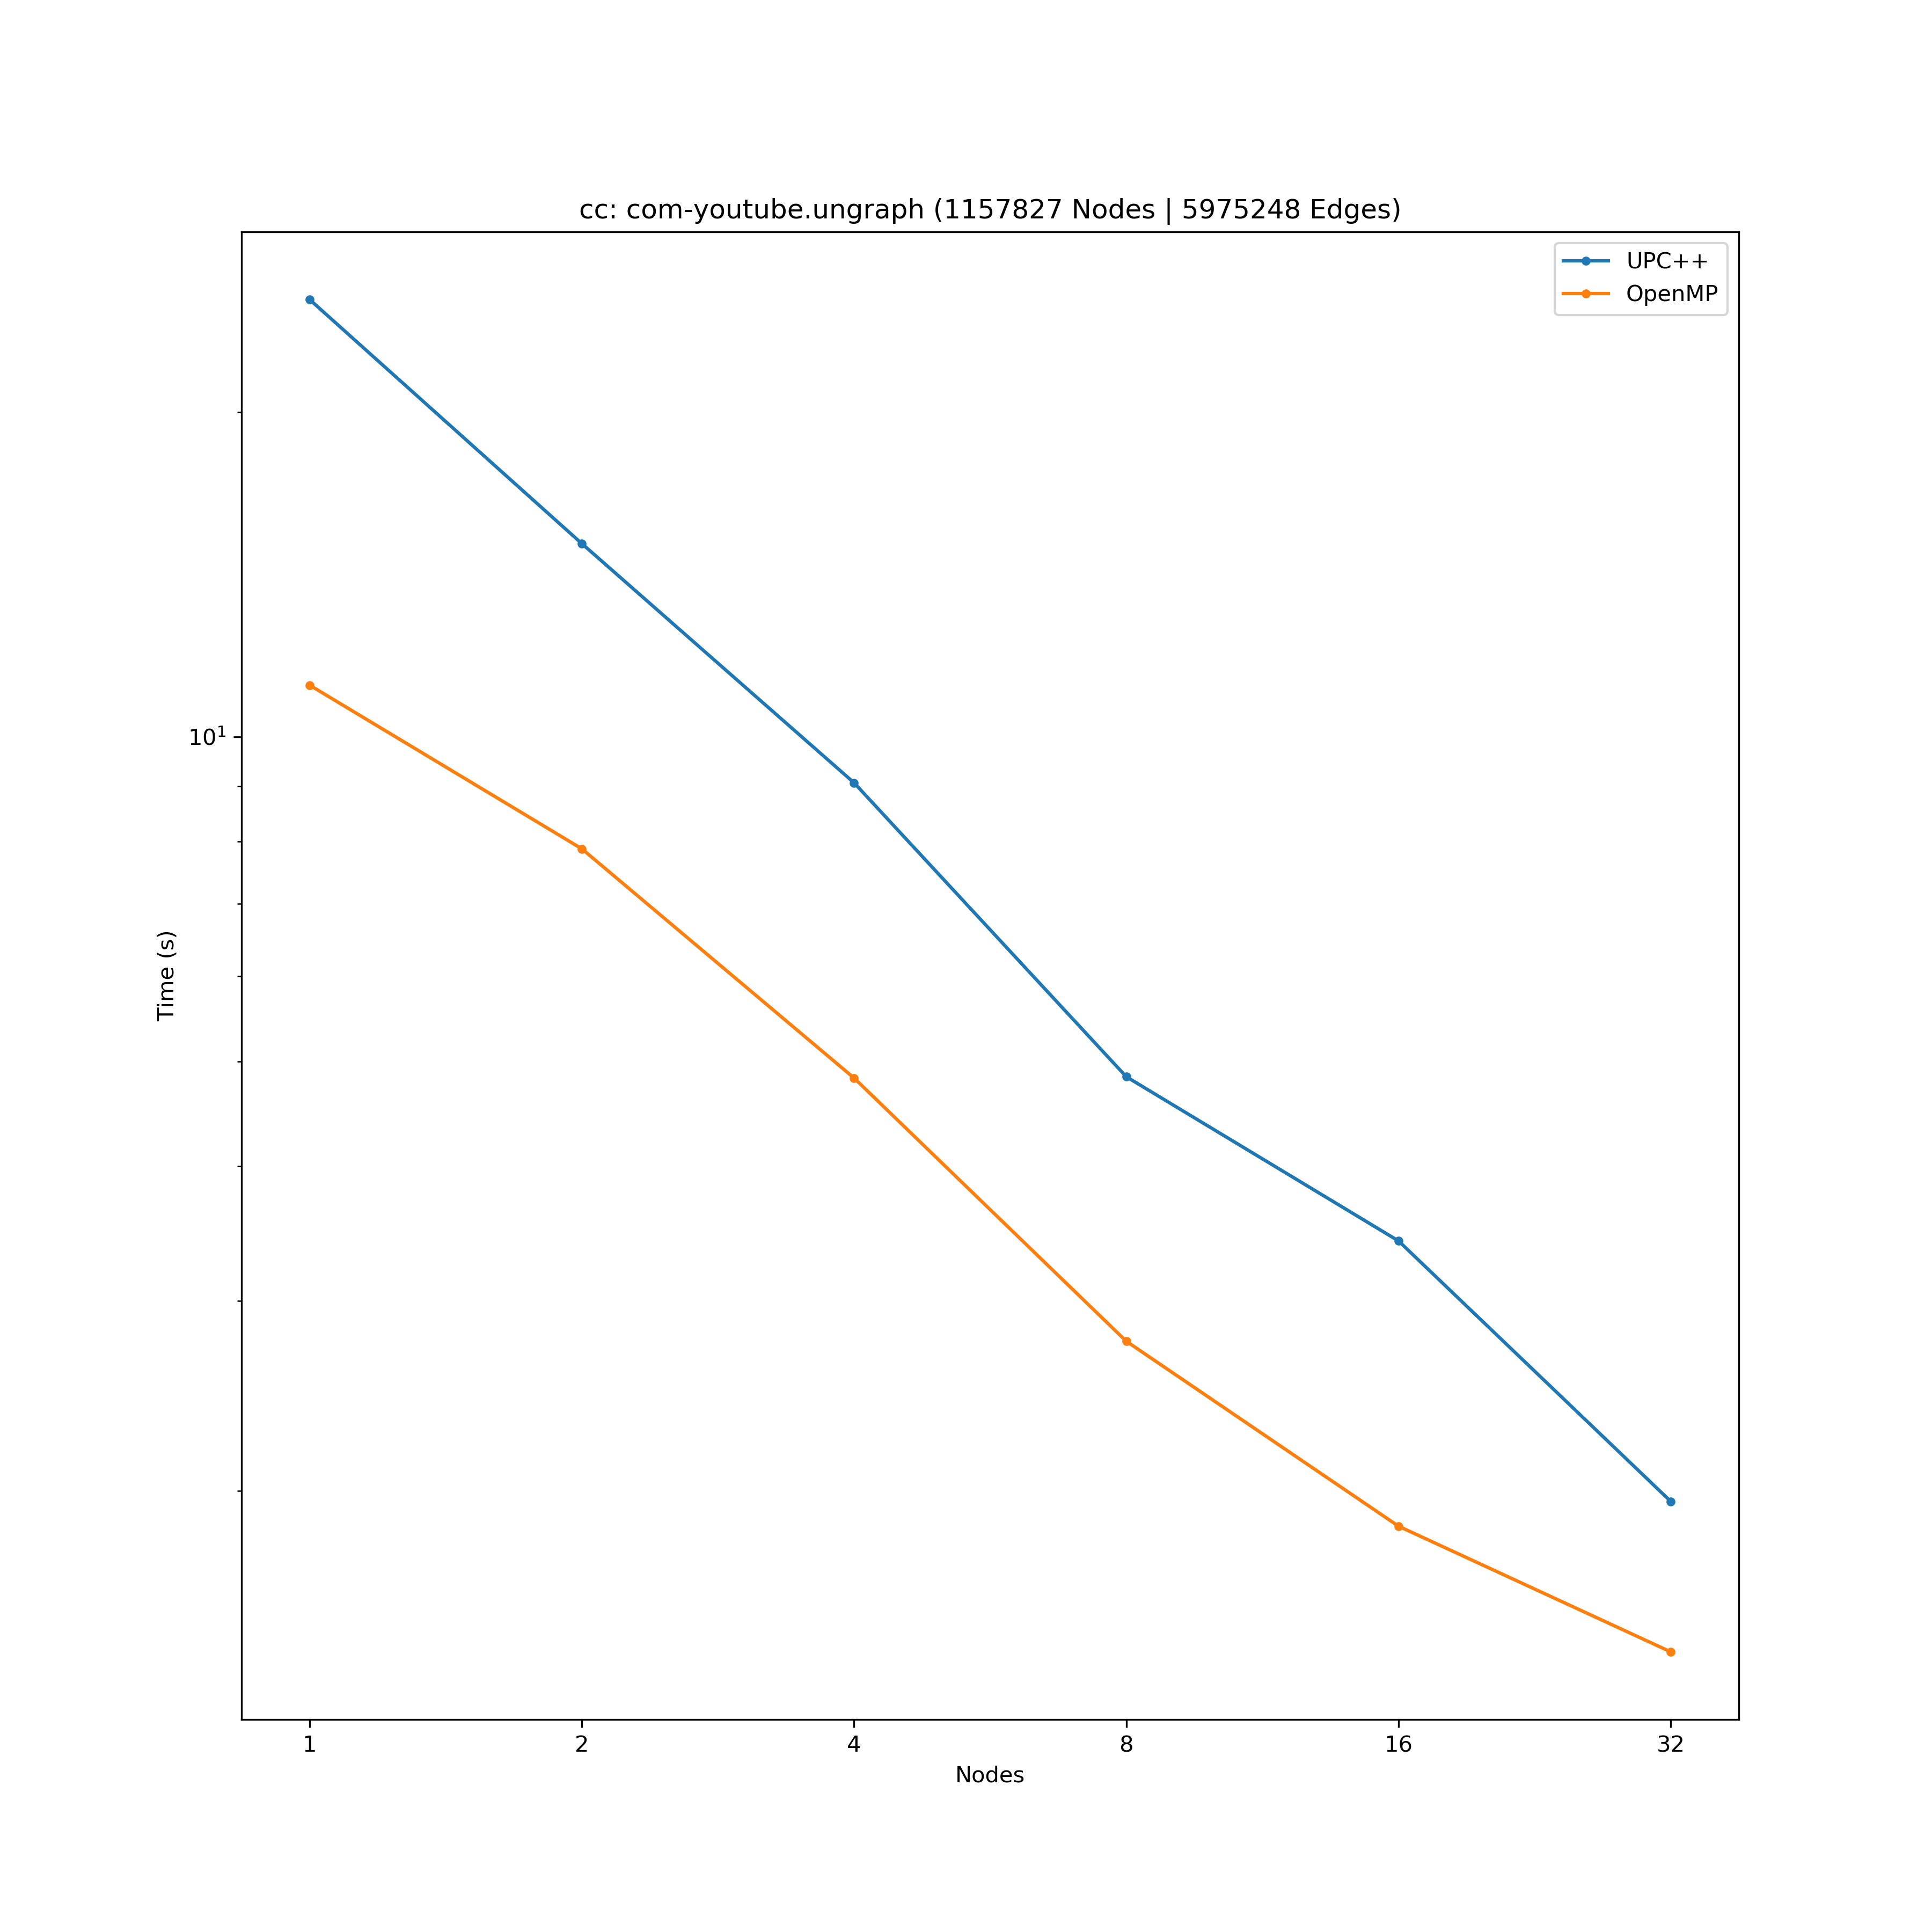 cc: com-youtube.ungraph (1157827 Nodes | 5975248 Edges)
UPC++
OpenMP
10¹
Time (s)
1 2 4 8 16 32
Nodes